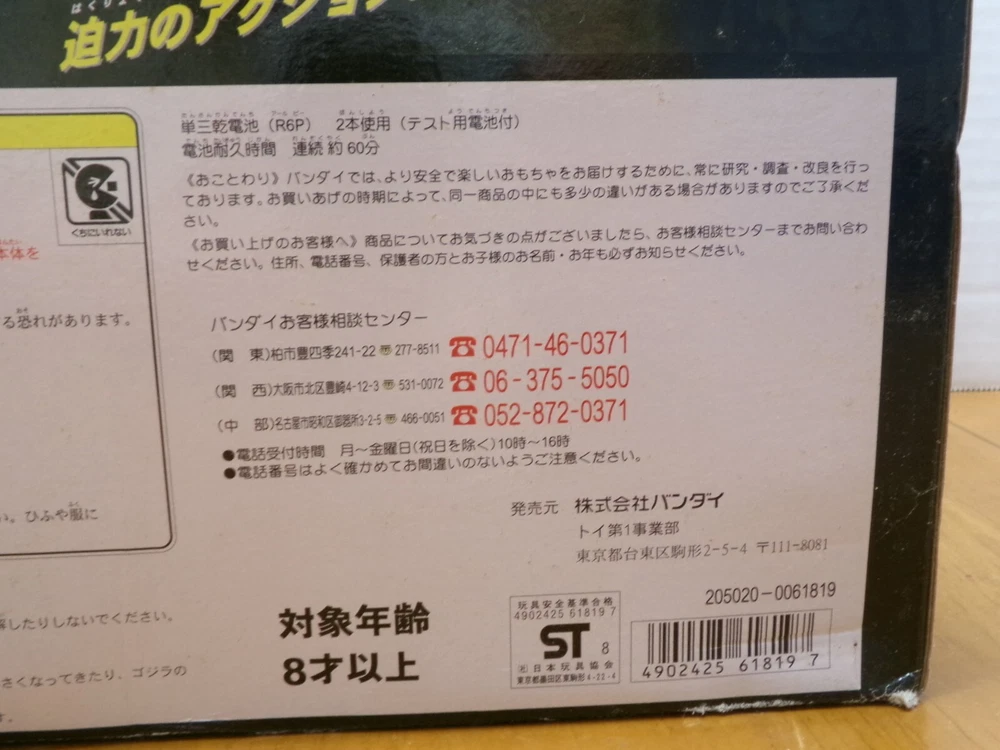 迫力のアクション
単三乾電池（R6P）　2本使用（テスト用電池付）
電池耐久時間　連続 約 60分
《おことわり》バンダイでは、より安全で楽しいおもちゃをお届けするために、常に研究・調査・改良を行っ
ております。お買いあげの時期によって、同一商品の中にも多少の違いがある場合がありますのでご了承くだ
さい。
《お買い上げのお客様へ》商品についてお気づきの点がございましたら、お客様相談センターまでお問い合わ
せください。住所、電話番号、保護者の方とお子様のお名前・お年も必ずお知らせください。
くちにいれない
本体を
る恐れがあります。
バンダイお客様相談センター
（関　東）柏市豊四季241-22 〠 277-8511 ☎ 0471-46-0371
（関　西）大阪市北区豊崎4-12-3 〠 531-0072 ☎ 06-375-5050
（中　部）名古屋市昭和区御器所3-2-5 〠 466-0051 ☎ 052-872-0371
●電話受付時間　月〜金曜日（祝日を除く）10時〜16時
●電話番号はよく確かめてお間違いのないようご注意ください。
い。ひふや服に
発売元　株式会社バンダイ
トイ第1事業部
東京都台東区駒形2-5-4 〒111-8081
205020-0061819
解したりしないでください。
さくなってきたり、ゴジラの
す。
対象年齢
8才以上
玩具安全基準合格
4902425 61819 7
ST 8
㈳日本玩具協会
東京都墨田区東駒形4-22-4
4902425 618197